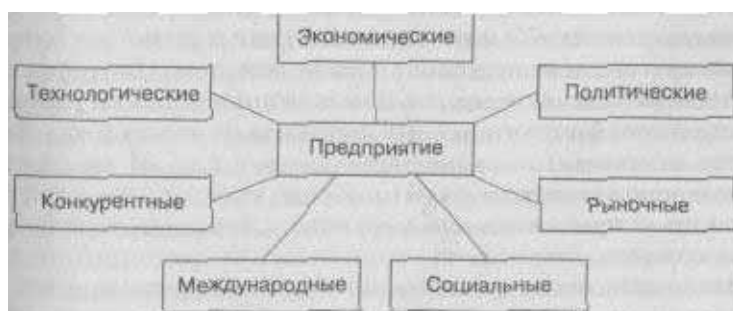 Экономические
Технологические
Политические
Предприятие
Конкурентные
Рыночные
Международные
Социальные